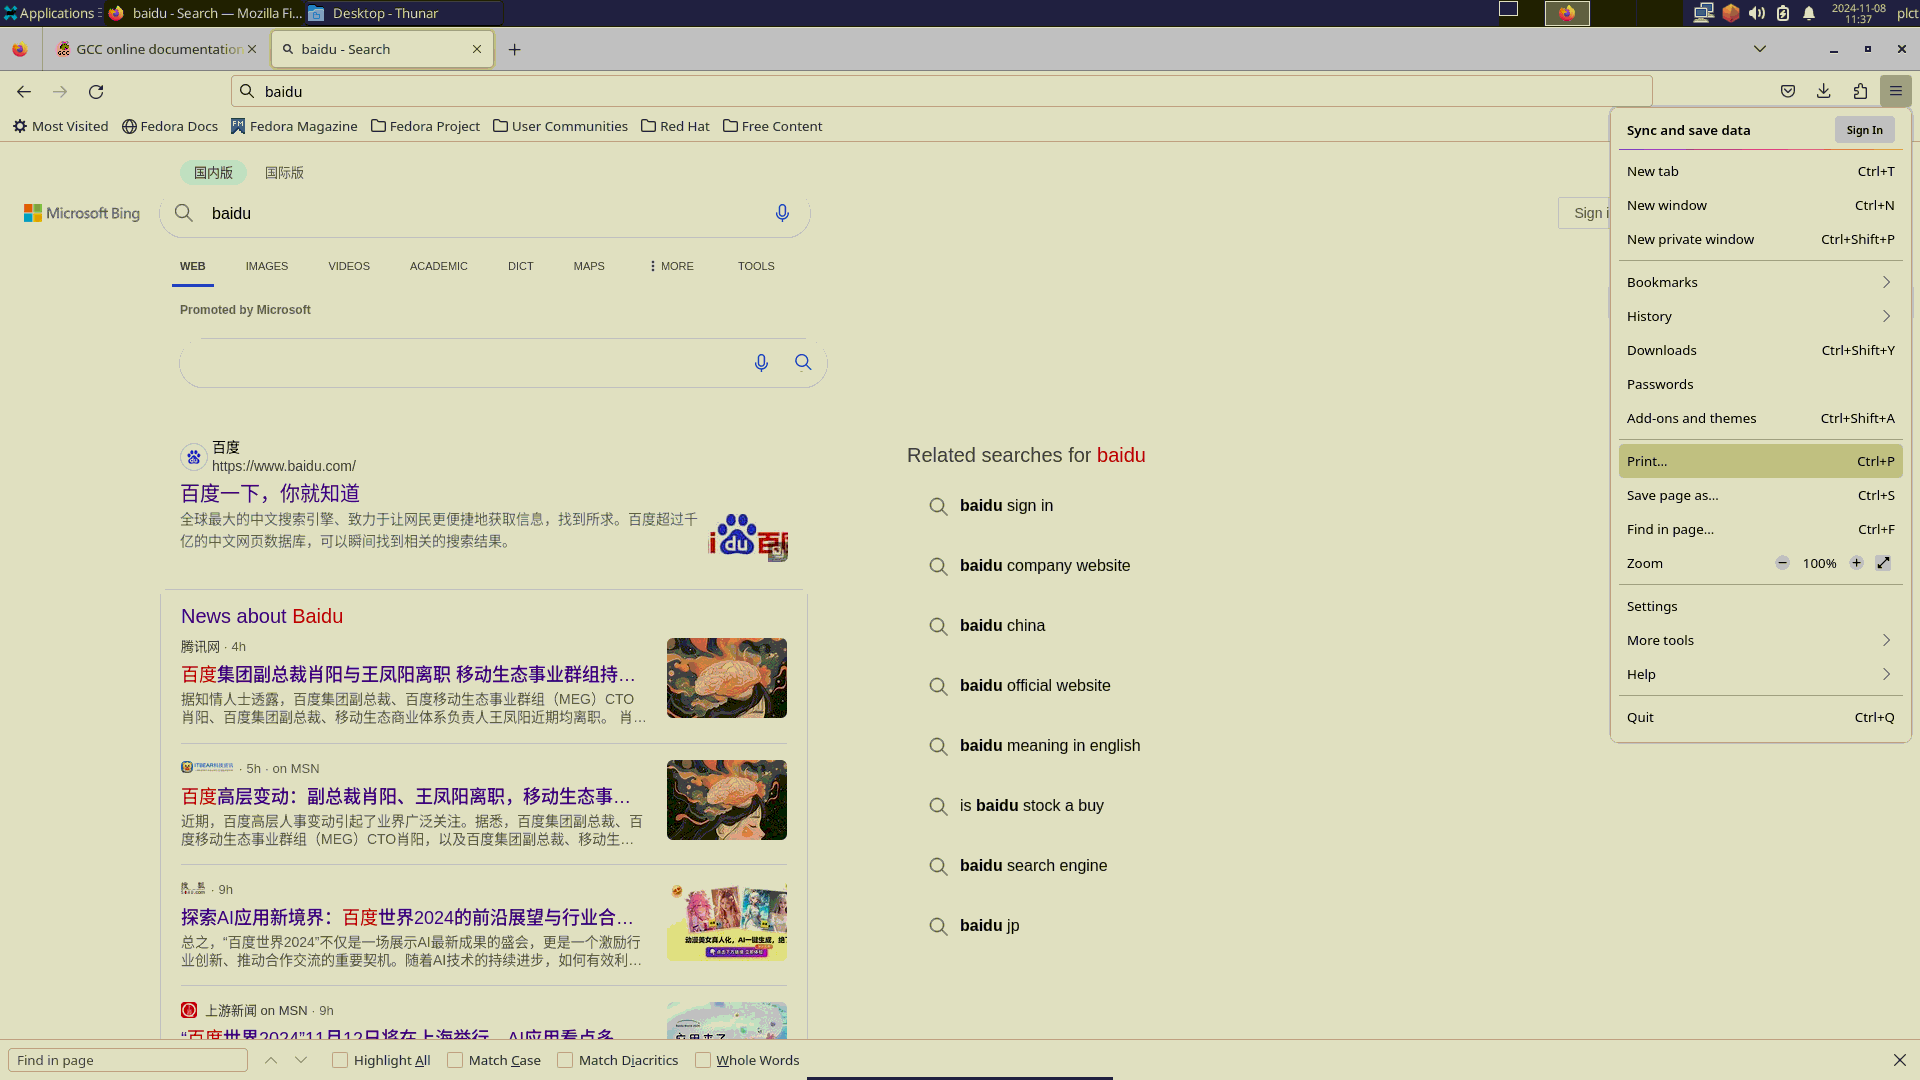 Applications
baidu - Search — Mozilla Fi...
Desktop - Thunar
2024-11-08
11:37
plct
GCC online documentation
baidu - Search
baidu
Most Visited
Fedora Docs
Fedora Magazine
Fedora Project
User Communities
Red Hat
Free Content
国内版
国际版
Microsoft Bing
baidu
Sign i
WEB
IMAGES
VIDEOS
ACADEMIC
DICT
MAPS
MORE
TOOLS
Promoted by Microsoft
百度
https://www.baidu.com/
百度一下，你就知道
全球最大的中文搜索引擎、致力于让网民更便捷地获取信息，找到所求。百度超过千
亿的中文网页数据库，可以瞬间找到相关的搜索结果。
News about Baidu
腾讯网 · 4h
百度集团副总裁肖阳与王凤阳离职 移动生态事业群组持…
据知情人士透露，百度集团副总裁、百度移动生态事业群组（MEG）CTO
肖阳、百度集团副总裁、移动生态商业体系负责人王凤阳近期均离职。 肖…
· 5h · on MSN
百度高层变动：副总裁肖阳、王凤阳离职，移动生态事…
近期，百度高层人事变动引起了业界广泛关注。据悉，百度集团副总裁、百
度移动生态事业群组（MEG）CTO肖阳，以及百度集团副总裁、移动生…
· 9h
探索AI应用新境界：百度世界2024的前沿展望与行业合…
总之，“百度世界2024”不仅是一场展示AI最新成果的盛会，更是一个激励行
业创新、推动合作交流的重要契机。随着AI技术的持续进步，如何有效利…
上游新闻 on MSN · 9h
“百度世界2024”11月12日将在上海举行，AI应用看点多
Related searches for baidu
baidu sign in
baidu company website
baidu china
baidu official website
baidu meaning in english
is baidu stock a buy
baidu search engine
baidu jp
Sync and save data
Sign In
New tab Ctrl+T
New window Ctrl+N
New private window Ctrl+Shift+P
Bookmarks
History
Downloads Ctrl+Shift+Y
Passwords
Add-ons and themes Ctrl+Shift+A
Print... Ctrl+P
Save page as... Ctrl+S
Find in page... Ctrl+F
Zoom 100%
Settings
More tools
Help
Quit Ctrl+Q
Find in page
Highlight All
Match Case
Match Diacritics
Whole Words